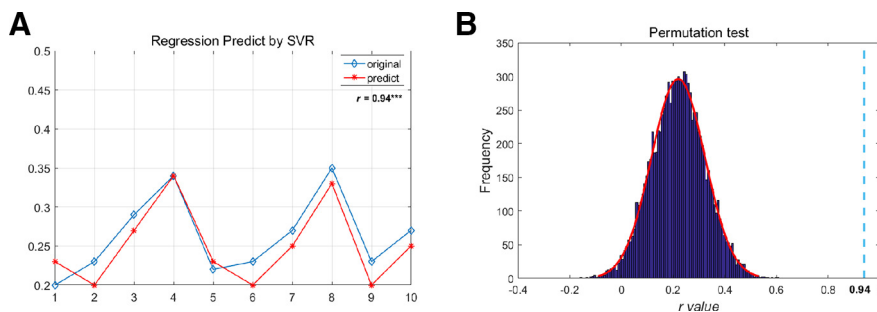 A
Regression Predict by SVR
original
predict
r = 0.94***
0.5
0.45
0.4
0.35
0.3
0.25
0.2
1 2 3 4 5 6 7 8 9 10
B
Permutation test
350
300
250
200
150
100
50
0
Frequency
-0.4 -0.2 0 0.2 0.4 0.6 0.8 0.94
r value